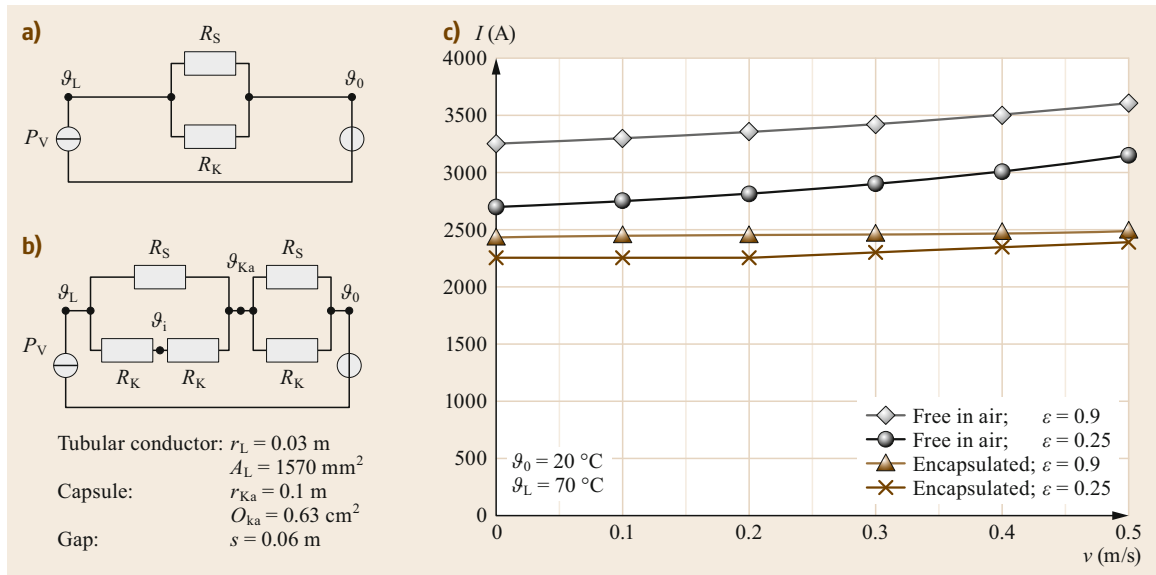 a)
R_S
ϑ_L
ϑ_0
P_V
R_K
b)
R_S
ϑ_Ka
R_S
ϑ_L
ϑ_i
ϑ_0
P_V
R_K
R_K
R_K
Tubular conductor: r_L = 0.03 m
A_L = 1570 mm²
Capsule: r_Ka = 0.1 m
O_ka = 0.63 cm²
Gap: s = 0.06 m
c) I (A)
4000
3500
3000
2500
2000
1500
1000
500
0
Free in air; ε = 0.9
Free in air; ε = 0.25
Encapsulated; ε = 0.9
Encapsulated; ε = 0.25
ϑ_0 = 20 °C
ϑ_L = 70 °C
0 0.1 0.2 0.3 0.4 0.5
v (m/s)